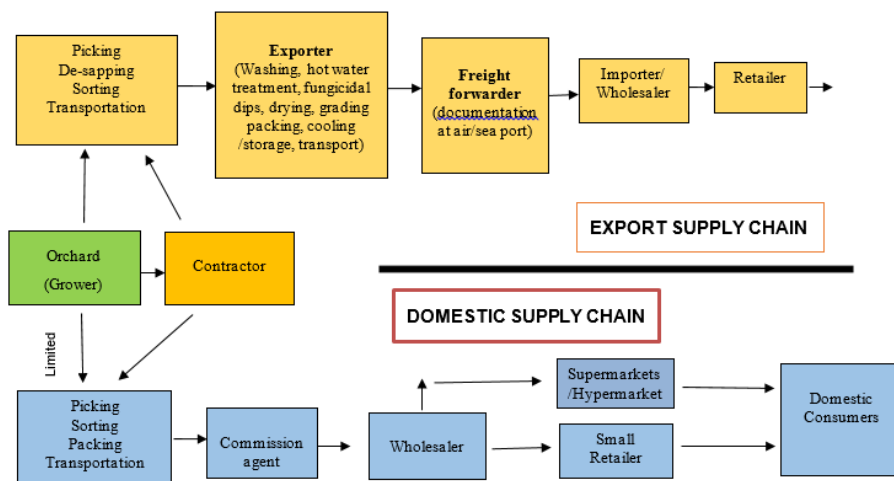 Picking
De-sapping
Sorting
Transportation
Exporter
(Washing, hot water
treatment, fungicidal
dips, drying, grading
packing, cooling
/storage, transport)
Freight
forwarder
(documentation
at air/sea port)
Importer/
Wholesaler
Retailer
EXPORT SUPPLY CHAIN
Orchard
(Grower)
Contractor
DOMESTIC SUPPLY CHAIN
Limited
Picking
Sorting
Packing
Transportation
Commission
agent
Wholesaler
Supermarkets
/Hypermarket
Small
Retailer
Domestic
Consumers